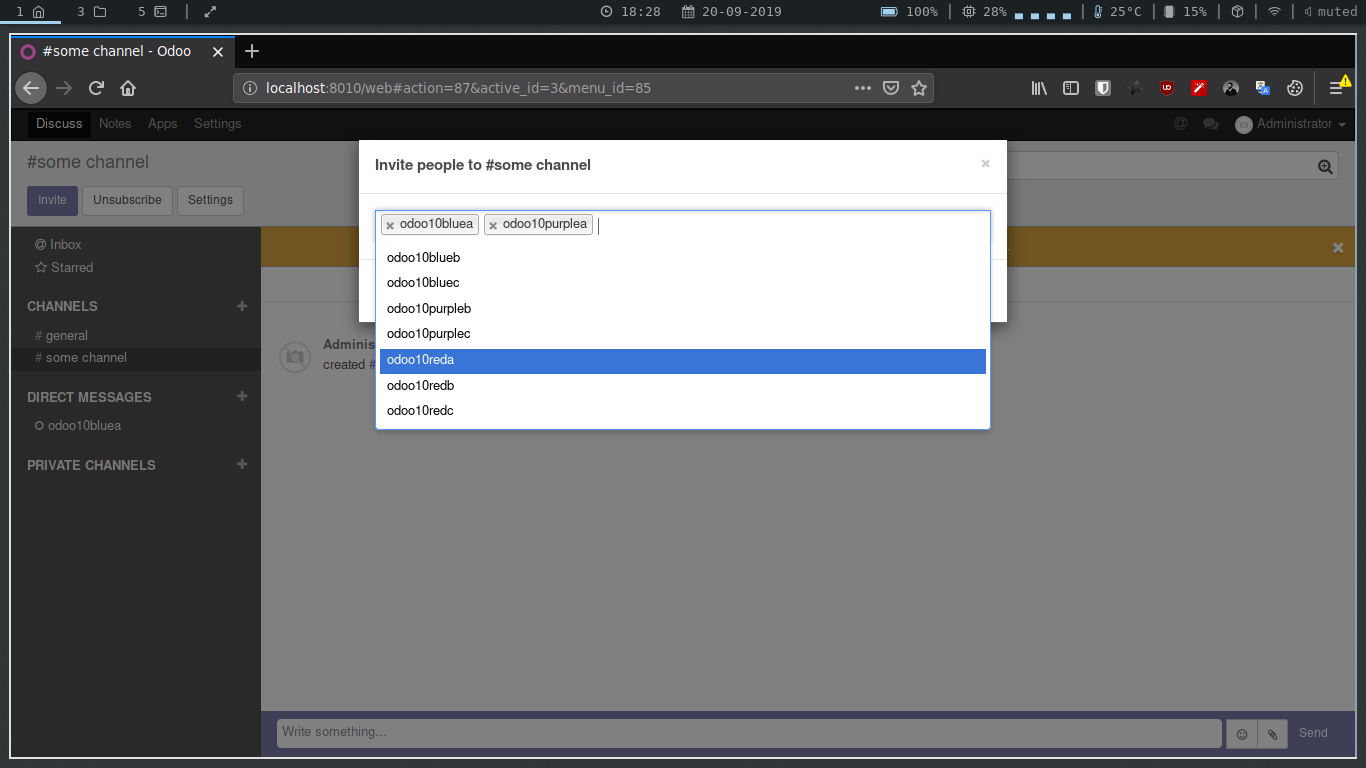 1 3 5 18:28 20-09-2019 100% 28% 25°C 15% muted
#some channel - Odoo
localhost:8010/web#action=87&active_id=3&menu_id=85
Discuss Notes Apps Settings @ Administrator
#some channel
Invite Unsubscribe Settings
Invite people to #some channel ×
odoo10bluea odoo10purplea
odoo10blueb
odoo10bluec
odoo10purpleb
odoo10purplec
odoo10reda
odoo10redb
odoo10redc
@ Inbox
Starred
CHANNELS +
# general
# some channel
DIRECT MESSAGES +
odoo10bluea
PRIVATE CHANNELS +
Adminis
created #
Write something...
Send